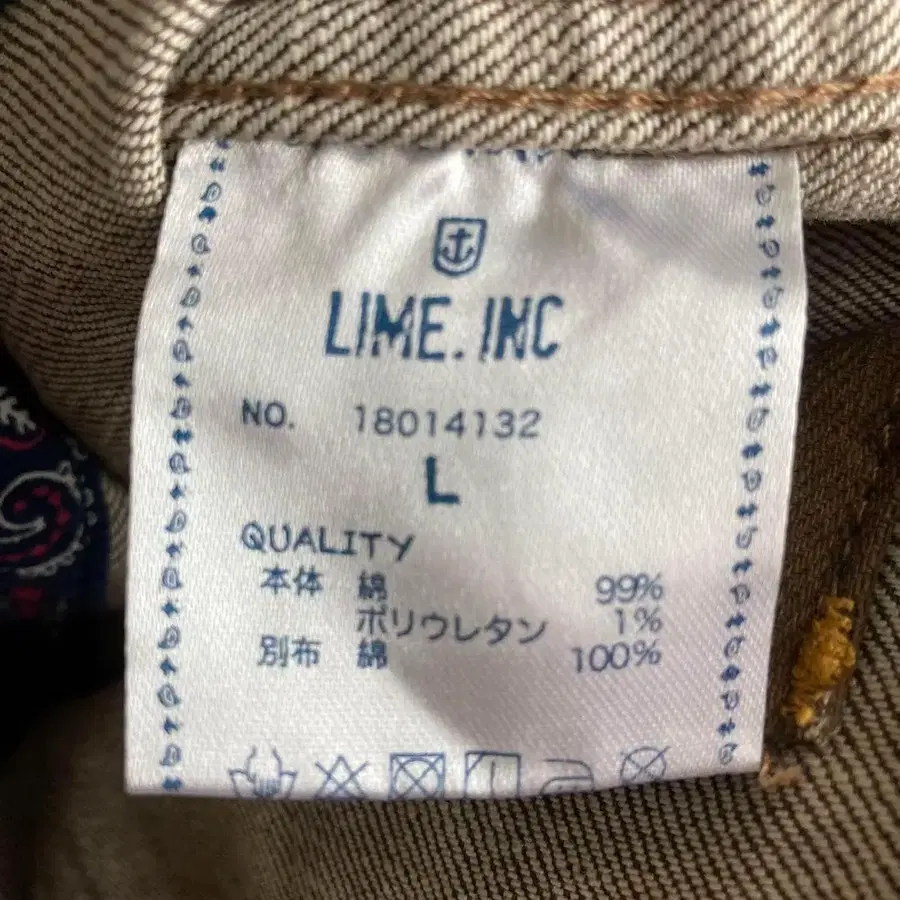 LIME.INC
NO. 18014132
L
QUALITY
本体 綿 99%
ポリウレタン 1%
別布 綿 100%